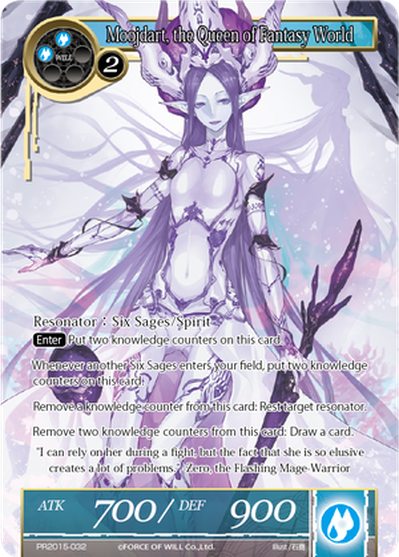 Moojdart, the Queen of Fantasy World
WILL
2
Resonator : Six Sages/Spirit
Enter Put two knowledge counters on this card.
Whenever another Six Sages enters your field, put two knowledge
counters on this card.
Remove a knowledge counter from this card: Rest target resonator.
Remove two knowledge counters from this card: Draw a card.
"I can rely on her during a fight, but the fact that she is so elusive
creates a lot of problems." Zero, the Flashing Mage-Warrior
ATK 700 / DEF 900
PR2015-032 ©FORCE OF WILL Co.,Ltd. Illust/